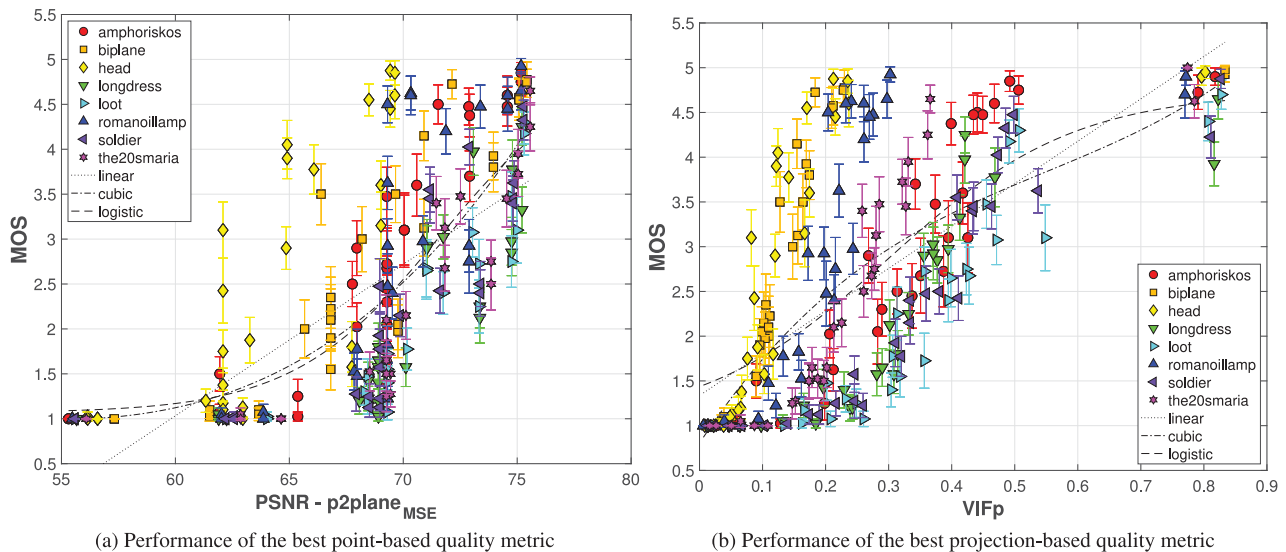 5.5
5
4.5
4
3.5
3
2.5
2
1.5
1
0.5
MOS
amphoriskos
biplane
head
longdress
loot
romanoillamp
soldier
the20smaria
linear
cubic
logistic
55
60
65
70
75
80
PSNR - p2plane_MSE
(a) Performance of the best point-based quality metric
5.5
5
4.5
4
3.5
3
2.5
2
1.5
1
0.5
MOS
amphoriskos
biplane
head
longdress
loot
romanoillamp
soldier
the20smaria
linear
cubic
logistic
0
0.1
0.2
0.3
0.4
0.5
0.6
0.7
0.8
0.9
VIFp
(b) Performance of the best projection-based quality metric